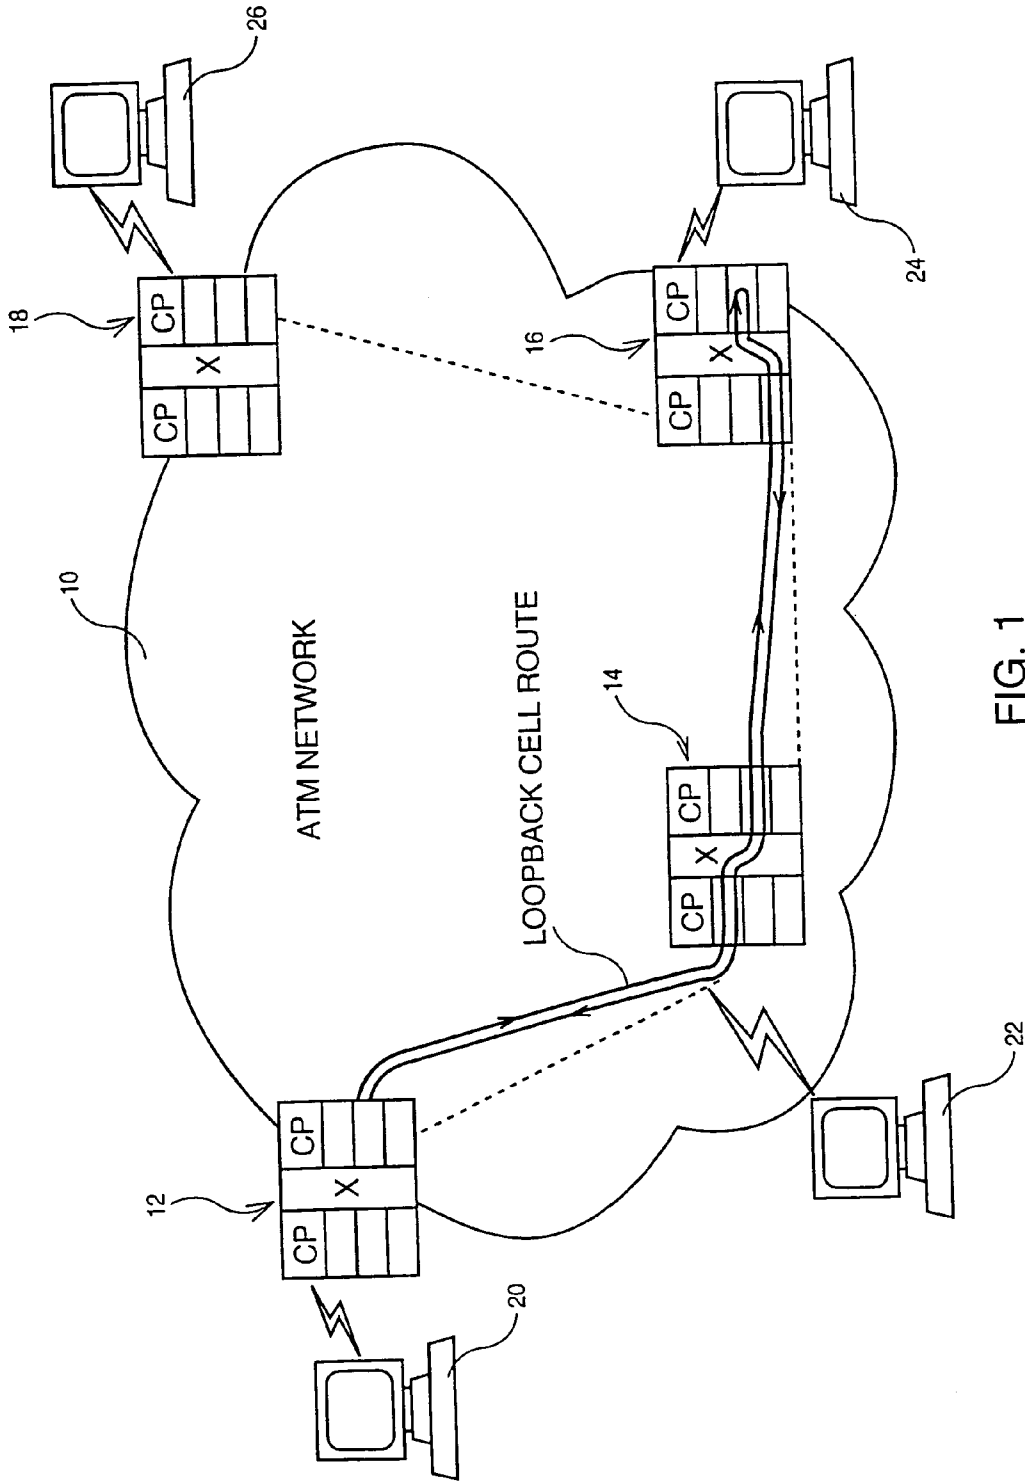 26
18
CP
X
CP
10
ATM NETWORK
16
CP
X
CP
24
LOOPBACK CELL ROUTE
14
CP
X
CP
12
CP
X
CP
20
22
FIG. 1